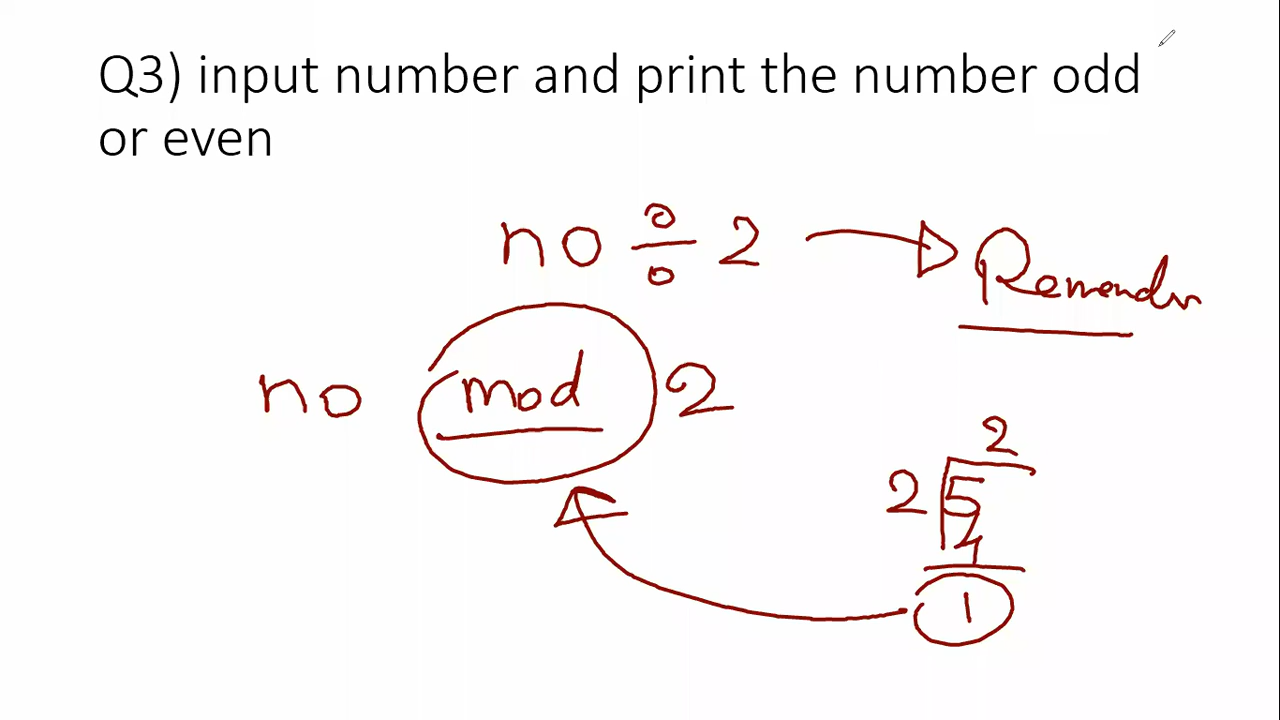 Q3) input number and print the number odd
or even
no ÷ 2
no mod 2
2
2 5
4
1